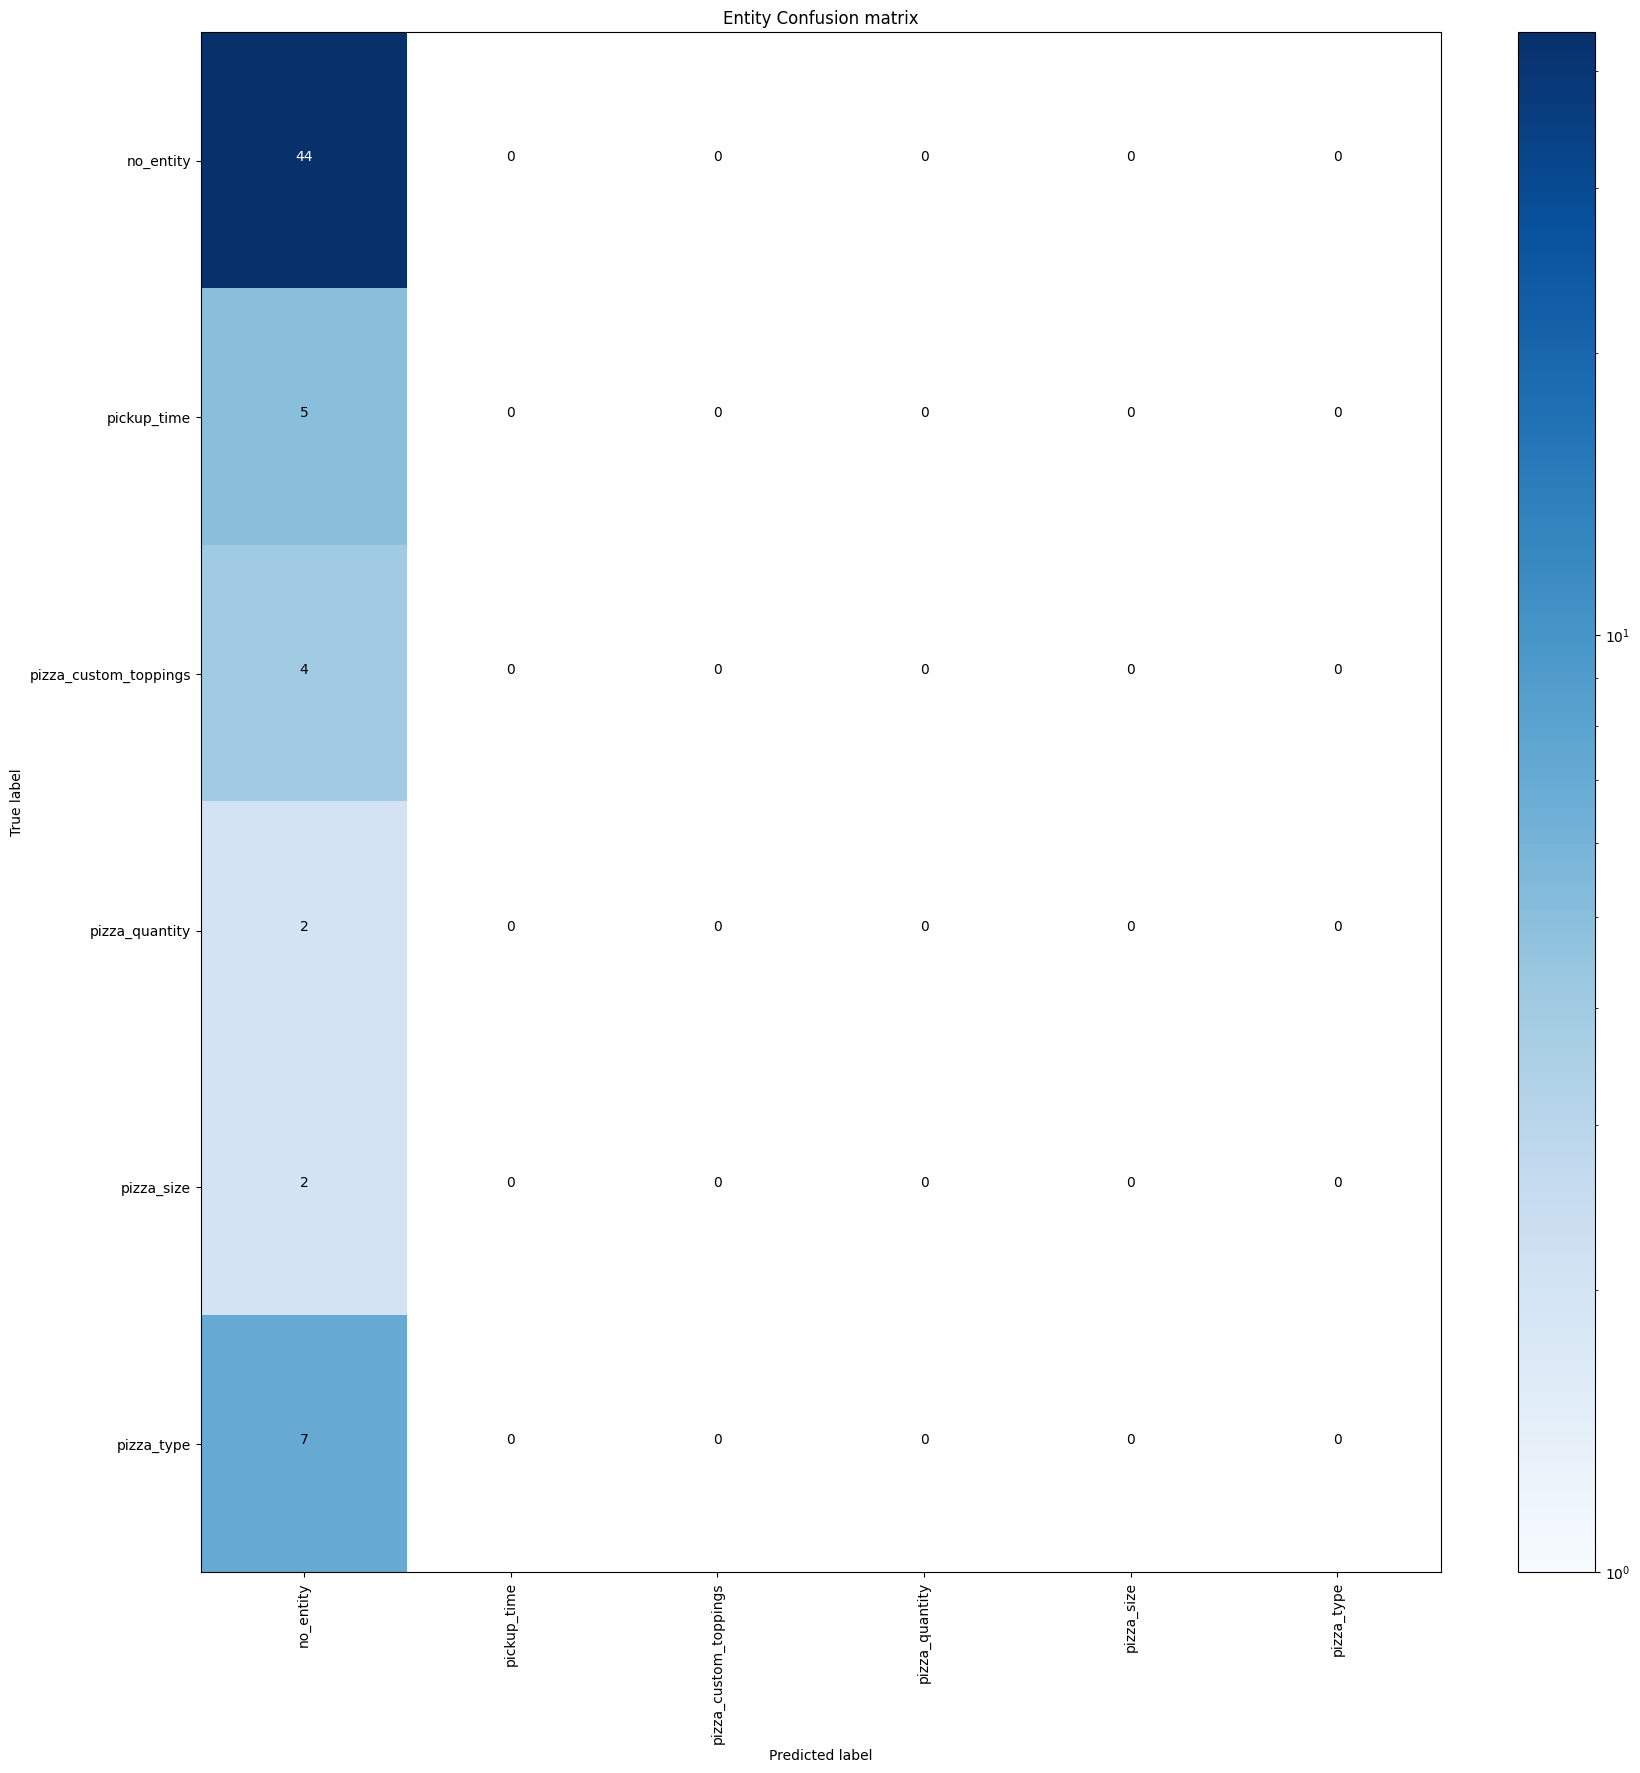 Entity Confusion matrix
no_entity 44 0 0 0 0 0
pickup_time 5 0 0 0 0 0
pizza_custom_toppings 4 0 0 0 0 0
pizza_quantity 2 0 0 0 0 0
pizza_size 2 0 0 0 0 0
pizza_type 7 0 0 0 0 0
True label
no_entity
pickup_time
pizza_custom_toppings
pizza_quantity
pizza_size
pizza_type
Predicted label
10¹
10⁰